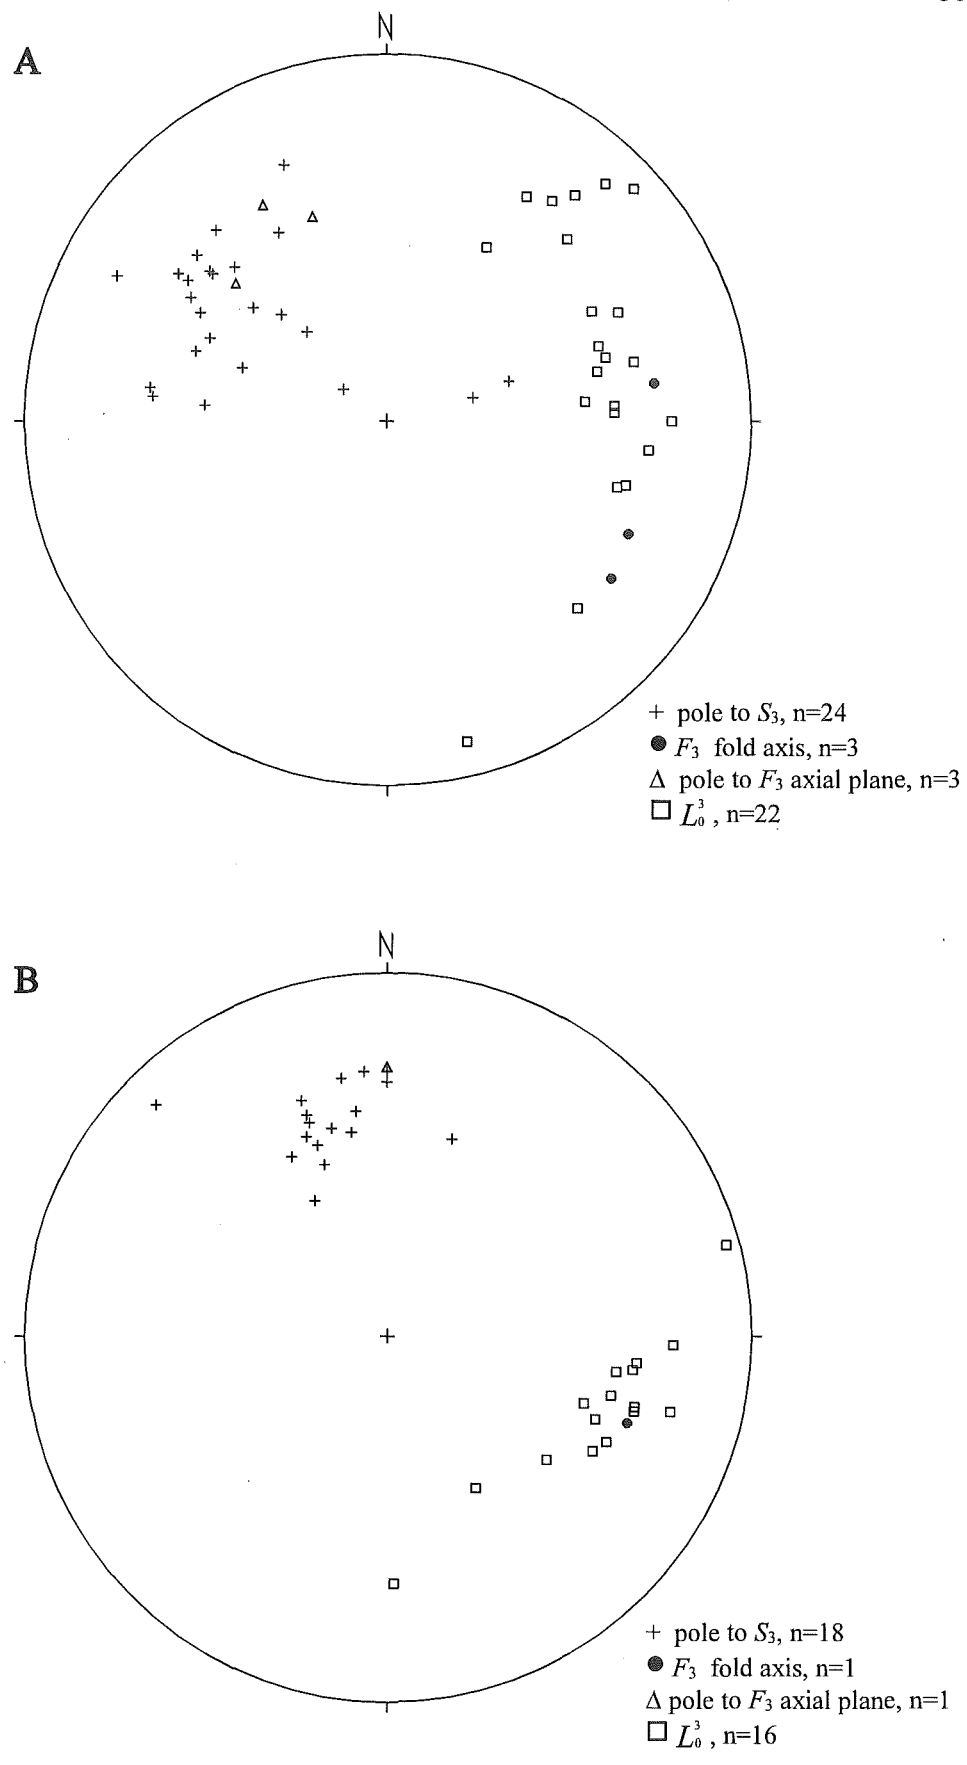 N
A
+ pole to S₃, n=24
● F₃ fold axis, n=3
Δ pole to F₃ axial plane, n=3
□ L₀³ , n=22
N
B
+ pole to S₃, n=18
● F₃ fold axis, n=1
Δ pole to F₃ axial plane, n=1
□ L₀³ , n=16